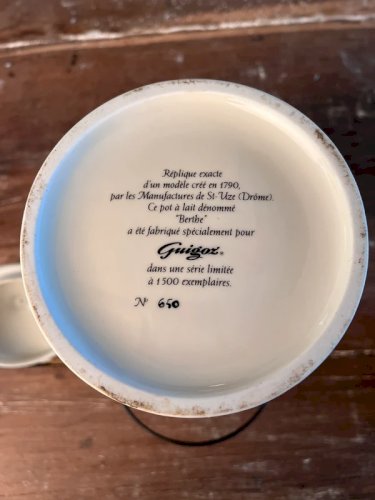 Réplique exacte
d'un modèle créé en 1790,
par les Manufactures de St-Uze (Drôme).
Ce pot à lait dénommé
"Berthe"
a été fabriqué spécialement pour
Guigoz®
dans une série limitée
à 1500 exemplaires.
N° 650